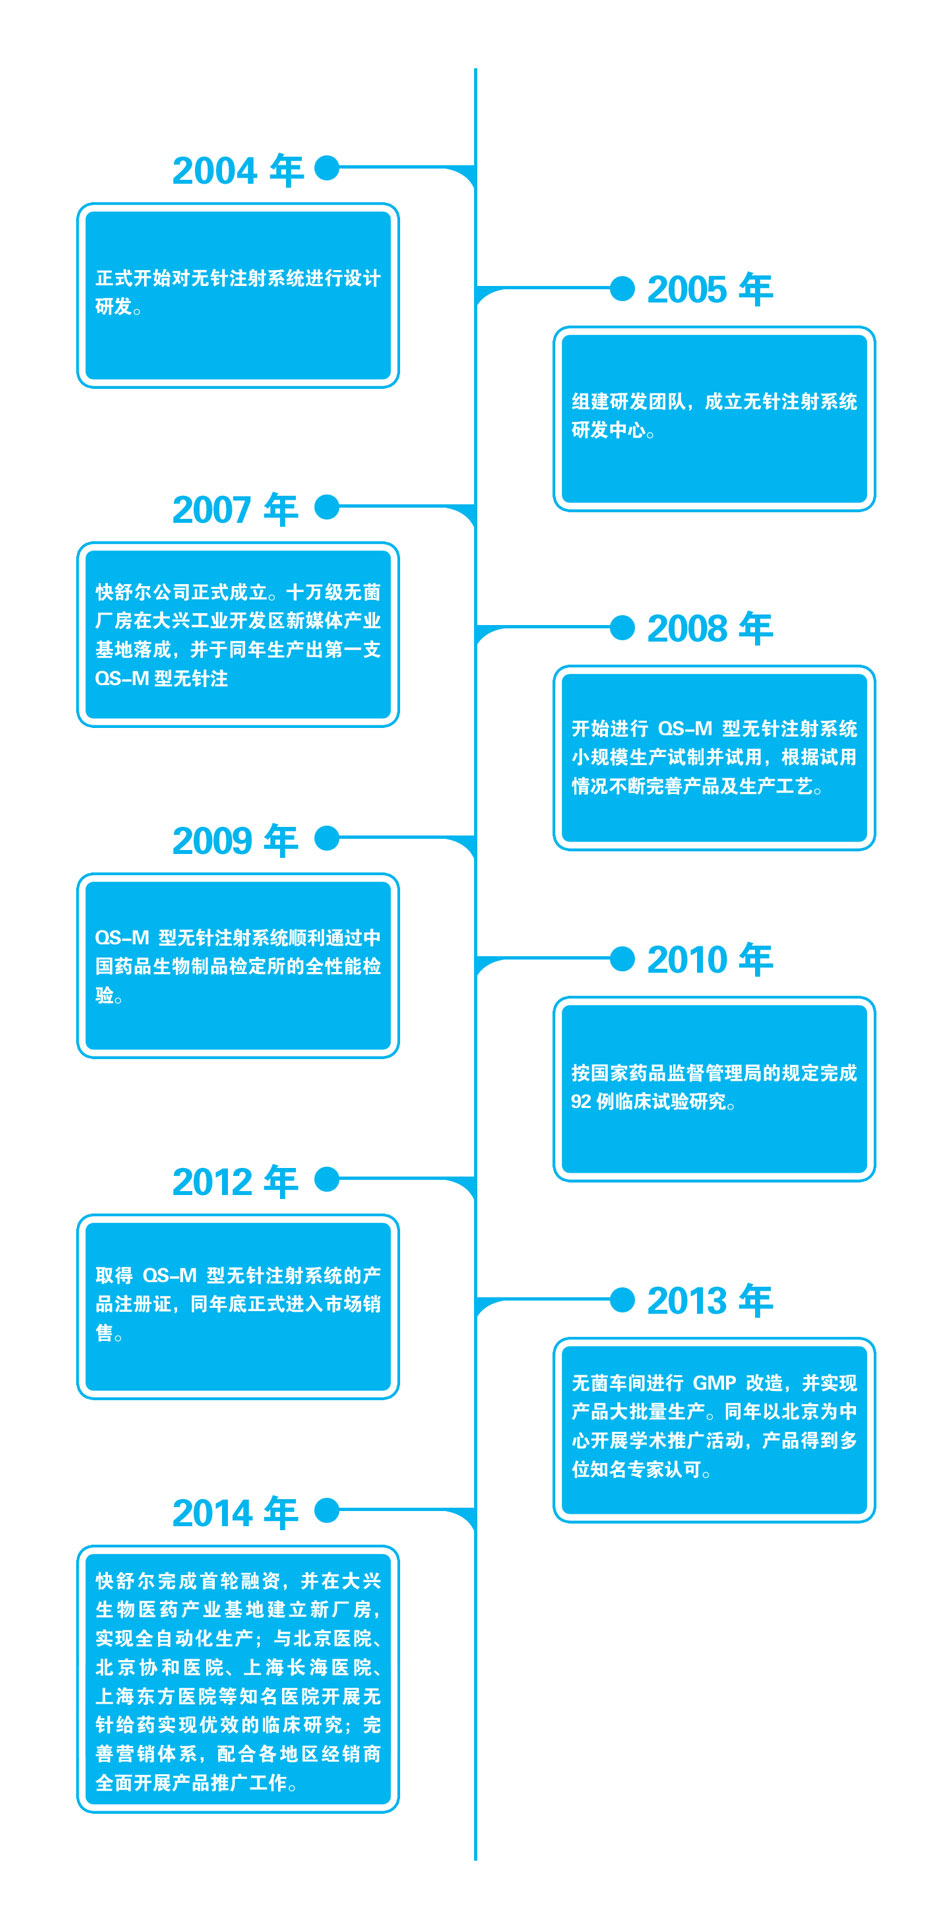 2004 年
正式开始对无针注射系统进行设计
研发。
2005 年
组建研发团队，成立无针注射系统
研发中心。
2007 年
快舒尔公司正式成立。十万级无菌
厂房在大兴工业开发区新媒体产业
基地落成，并于同年生产出第一支
QS-M 型无针注
2008 年
开始进行 QS-M 型无针注射系统
小规模生产试制并试用，根据试用
情况不断完善产品及生产工艺。
2009 年
QS-M 型无针注射系统顺利通过中
国药品生物制品检定所的全性能检
验。
2010 年
按国家药品监督管理局的规定完成
92 例临床试验研究。
2012 年
取得 QS-M 型无针注射系统的产
品注册证，同年底正式进入市场销
售。
2013 年
无菌车间进行 GMP 改造，并实现
产品大批量生产。同年以北京为中
心开展学术推广活动，产品得到多
位知名专家认可。
2014 年
快舒尔完成首轮融资，并在大兴
生物医药产业基地建立新厂房，
实现全自动化生产；与北京医院、
北京协和医院、上海长海医院、
上海东方医院等知名医院开展无
针给药实现优效的临床研究；完
善营销体系，配合各地区经销商
全面开展产品推广工作。